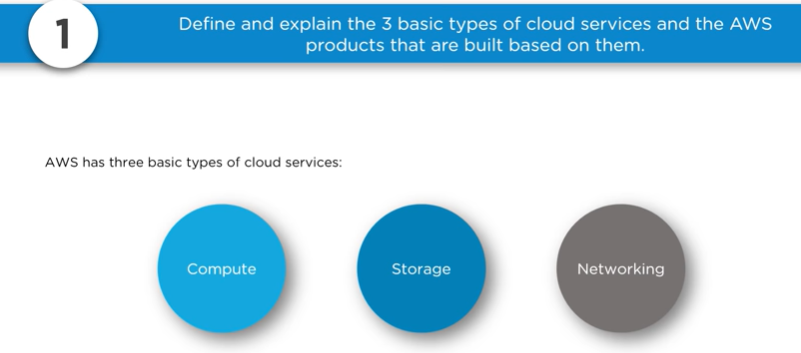 1
Define and explain the 3 basic types of cloud services and the AWS
products that are built based on them.
AWS has three basic types of cloud services:
Compute
Storage
Networking